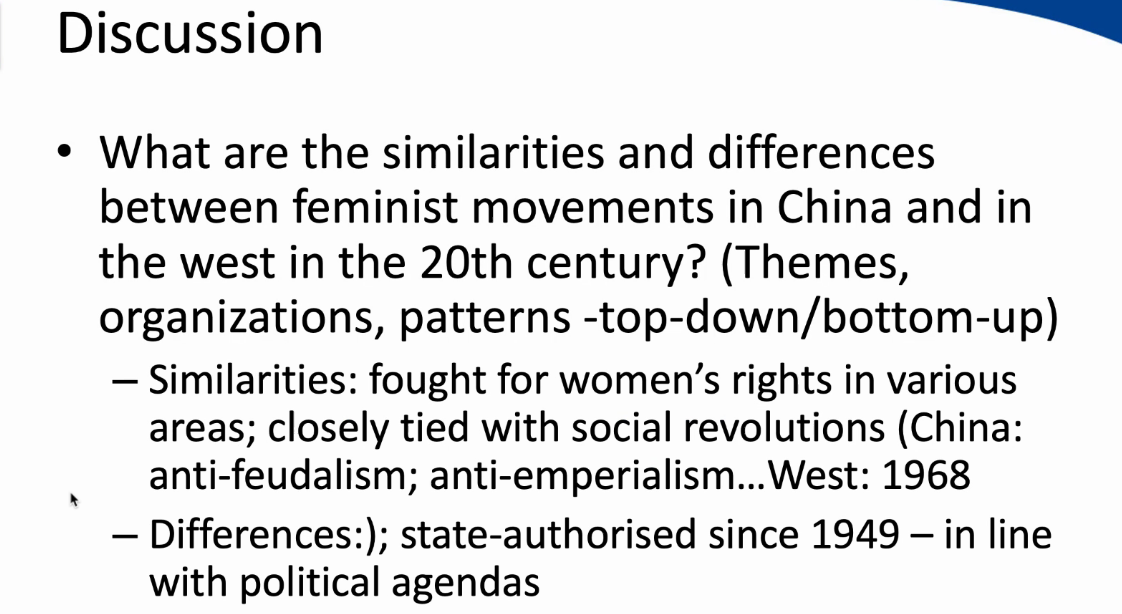 Discussion
• What are the similarities and differences
between feminist movements in China and in
the west in the 20th century? (Themes,
organizations, patterns -top-down/bottom-up)
– Similarities: fought for women’s rights in various
areas; closely tied with social revolutions (China:
anti-feudalism; anti-emperialism...West: 1968
– Differences:); state-authorised since 1949 – in line
with political agendas